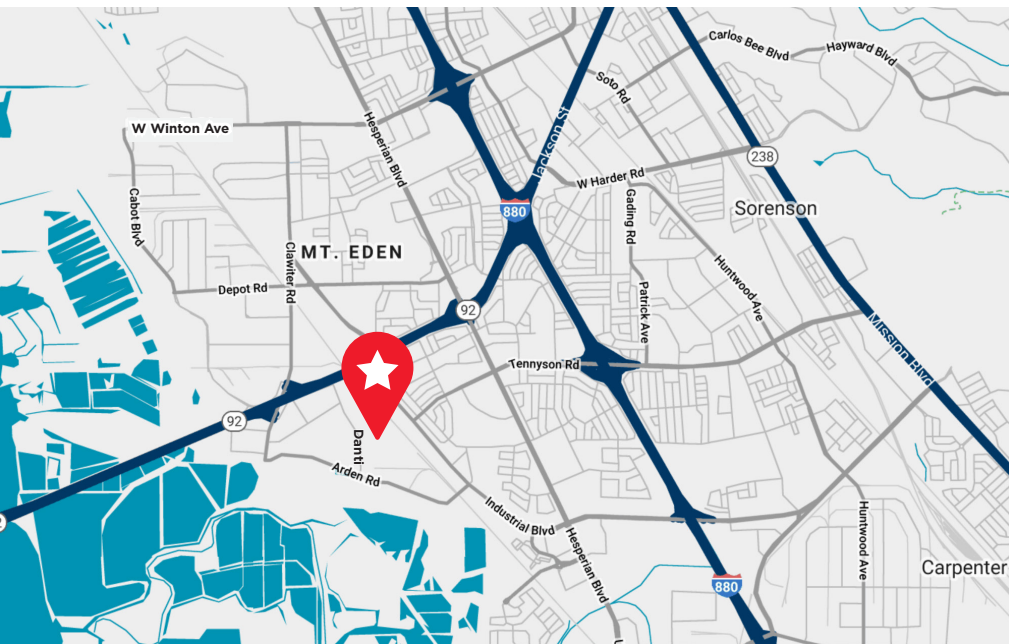 Carlos Bee Blvd
Hayward Blvd
Soto Rd
W Winton Ave
Hesperian Blvd
Jackson St
238
W Harder Rd
Cabot Blvd
Gading Rd
880
Sorenson
Clawiter Rd
MT. EDEN
Huntwood Ave
Depot Rd
Patrick Ave
92
Mission Blvd
Tennyson Rd
92
Danti
Arden Rd
Industrial Blvd
Huntwood Ave
Hesperian Blvd
Carpenter
880